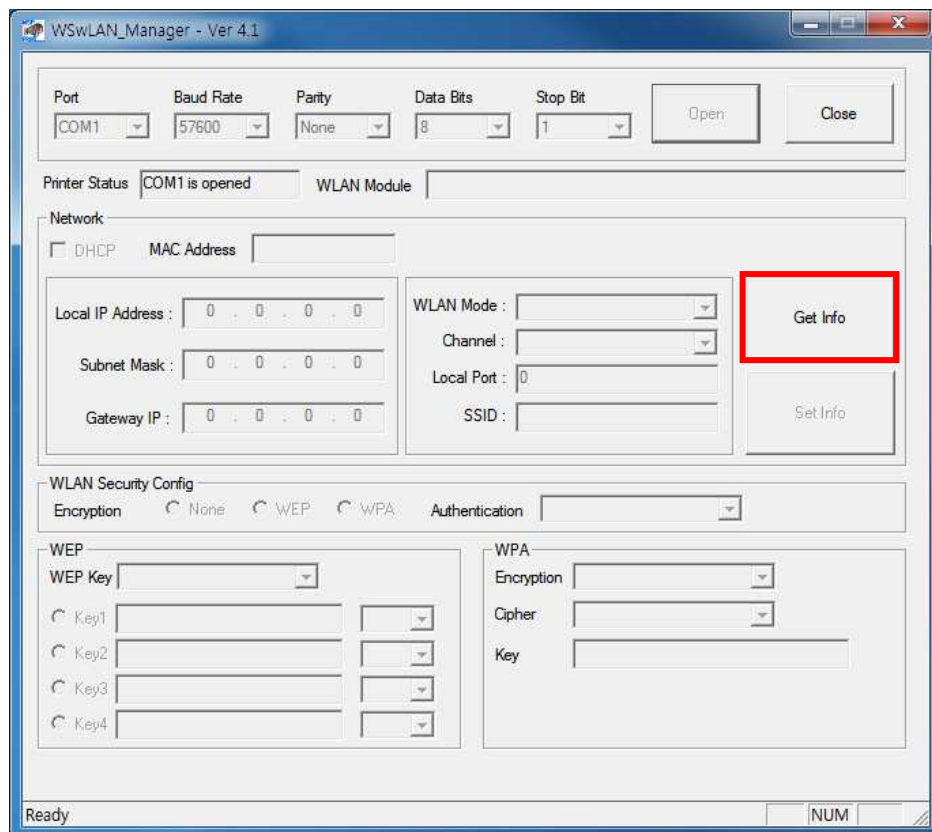 WSwLAN_Manager - Ver 4.1
Port Baud Rate Parity Data Bits Stop Bit
COM1 57600 None 8 1 Open Close
Printer Status COM1 is opened WLAN Module
Network
DHCP MAC Address
Local IP Address : 0 . 0 . 0 . 0
Subnet Mask : 0 . 0 . 0 . 0
Gateway IP : 0 . 0 . 0 . 0
WLAN Mode :
Channel :
Local Port : 0
SSID :
Get Info
Set Info
WLAN Security Config
Encryption None WEP WPA Authentication
WEP
WEP Key
Key1
Key2
Key3
Key4
WPA
Encryption
Cipher
Key
Ready NUM